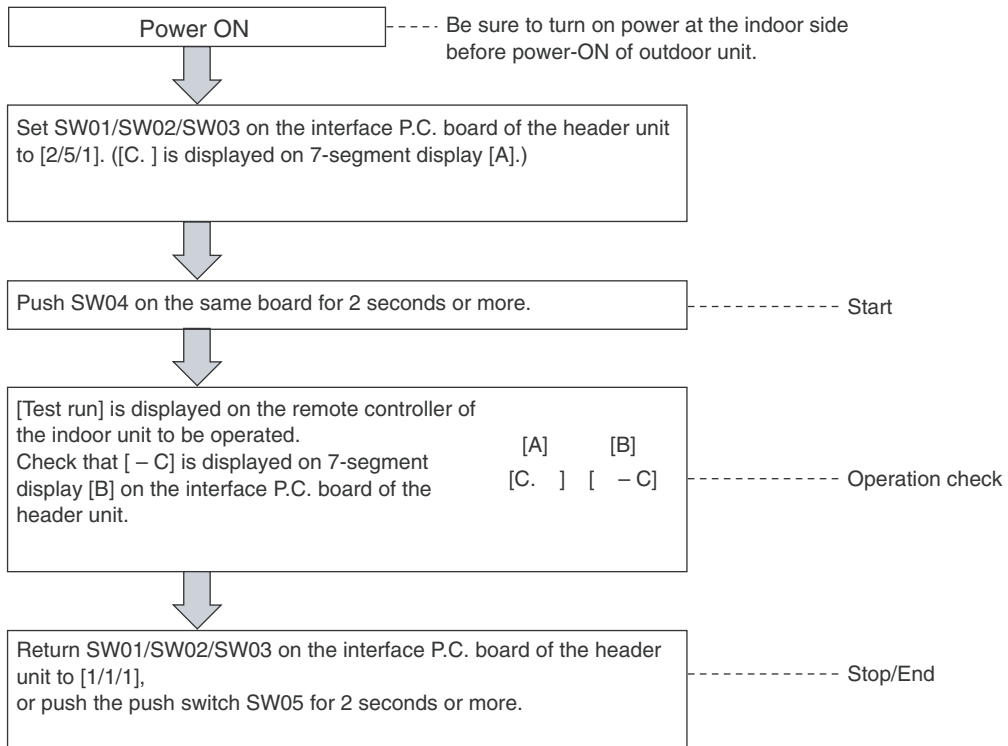 Power ON
Be sure to turn on power at the indoor side
before power-ON of outdoor unit.
Set SW01/SW02/SW03 on the interface P.C. board of the header unit
to [2/5/1]. ([C. ] is displayed on 7-segment display [A].)
Push SW04 on the same board for 2 seconds or more.
Start
[Test run] is displayed on the remote controller of
the indoor unit to be operated.
Check that [ – C] is displayed on 7-segment
display [B] on the interface P.C. board of the
header unit.
[A] [B]
[C. ] [ – C]
Operation check
Return SW01/SW02/SW03 on the interface P.C. board of the header
unit to [1/1/1],
or push the push switch SW05 for 2 seconds or more.
Stop/End